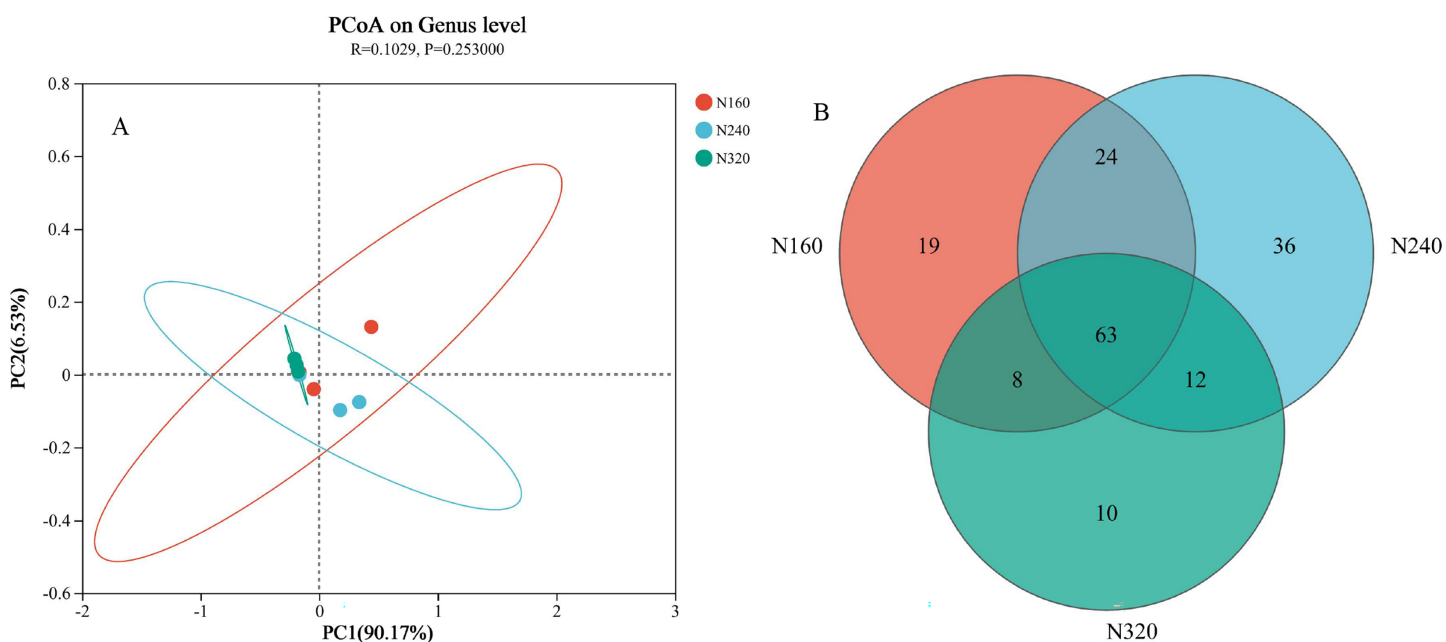 PCoA on Genus level
R=0.1029, P=0.253000
A
N160
N240
N320
PC2(6.53%)
0.8
0.6
0.4
0.2
0
-0.2
-0.4
-0.6
-2
-1
0
1
2
3
PC1(90.17%)
B
24
N160
19
36
N240
63
8
12
10
N320